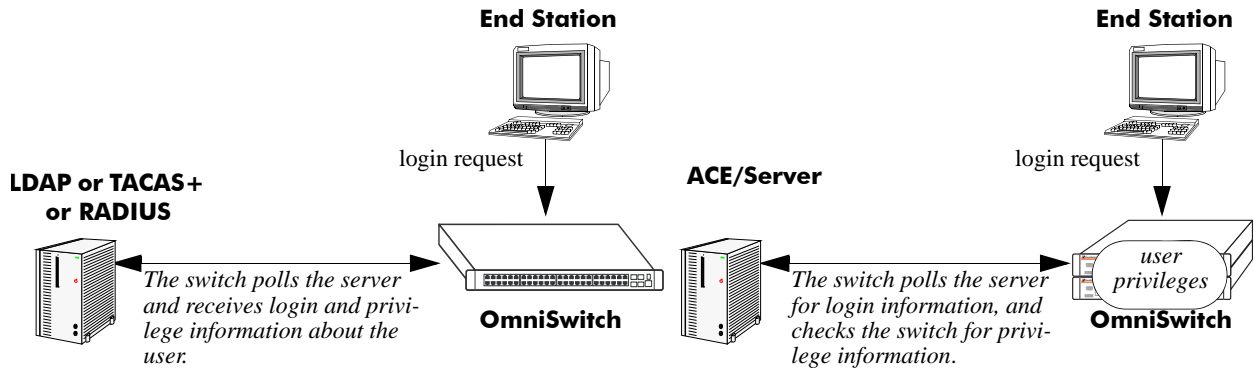 End Station
login request
LDAP or TACAS+
or RADIUS
The switch polls the server
and receives login and privi-
lege information about the
user.
OmniSwitch
End Station
login request
ACE/Server
user
privileges
The switch polls the server
for login information, and
checks the switch for privi-
lege information.
OmniSwitch